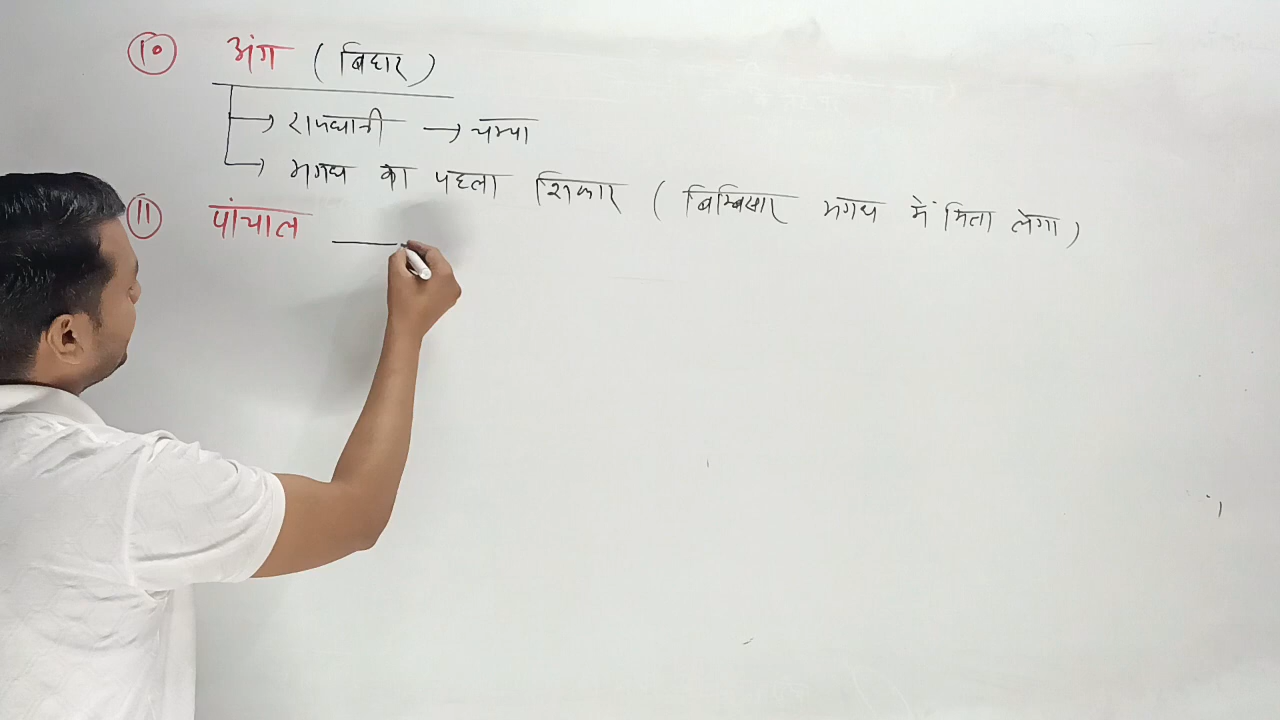 10 अंग ( बिहार )
→ राजधानी → चम्पा
→ मगध का पहला शिकार ( बिम्बिसार मगध में मिला लेगा )
11 पांचाल